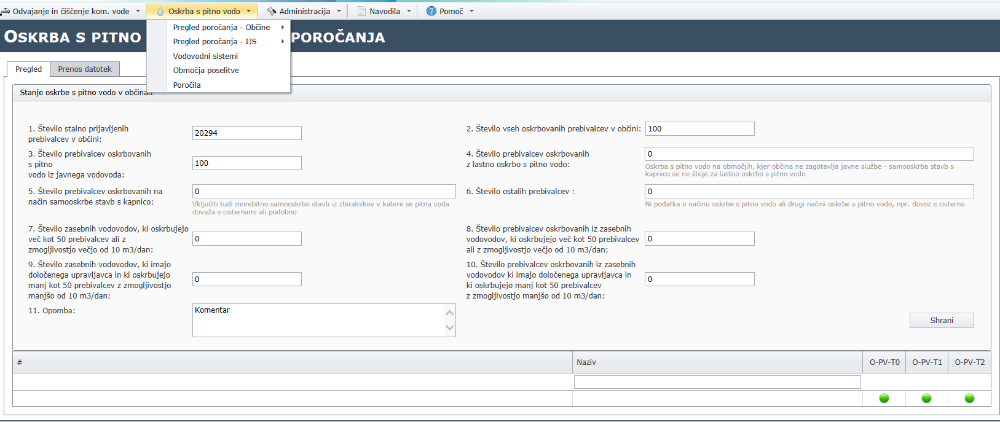 Odvajanje in čiščenje kom. vode
Oskrba s pitno vodo
Administracija
Navodila
Pomoč
Pregled poročanja - Občine
Pregled poročanja - IJS
Vodovodni sistemi
Območja poselitve
Poročila
OSKRBA S PITNO
POROČANJA
Pregled
Prenos datotek
Stanje oskrbe s pitno vodo v občinah
1. Število stalno prijavljenih
prebivalcev v občini:
20294
2. Število vseh oskrbovanih prebivalcev v občini:
100
3. Število prebivalcev oskrbovanih
s pitno
vodo iz javnega vodovoda:
100
4. Število prebivalcev oskrbovanih
z lastno oskrbo s pitno vodo:
0
Oskrba s pitno vodo na območjih, kjer občina ne zagotavlja javne službe - samooskrba stavb s
kapnico se ne šteje za lastno oskrbo s pitno vodo
5. Število prebivalcev oskrbovanih na
način samooskrbe stavb s kapnico:
0
Vključiti tudi morebitno samooskrbo stavb iz zbiralnikov v katere se pitna voda
dovaža s cisternami ali podobno
6. Število ostalih prebivalcev :
0
Ni podatka o načinu oskrbe s pitno vodo ali drugi načini oskrbe s pitno vodo, npr. dovoz s cisterno
7. Število zasebnih vodovodov, ki oskrbujejo
več kot 50 prebivalcev ali z
zmogljivostjo večjo od 10 m3/dan:
0
8. Število prebivalcev oskrbovanih iz zasebnih
vodovodov, ki oskrbujejo več kot 50 prebivalcev
ali z zmogljivostjo večjo od 10 m3/dan:
0
9. Število zasebnih vodovodov, ki imajo
določenega upravljavca in ki oskrbujejo
manj kot 50 prebivalcev z zmogljivostjo
manjšo od 10 m3/dan:
0
10. Število prebivalcev oskrbovanih iz zasebnih
vodovodov ki imajo določenega upravljavca in
ki oskrbujejo manj kot 50 prebivalcev
z zmogljivostjo manjšo od 10 m3/dan:
0
11. Opomba:
Komentar
Shrani
#
Naziv
O-PV-T0
O-PV-T1
O-PV-T2